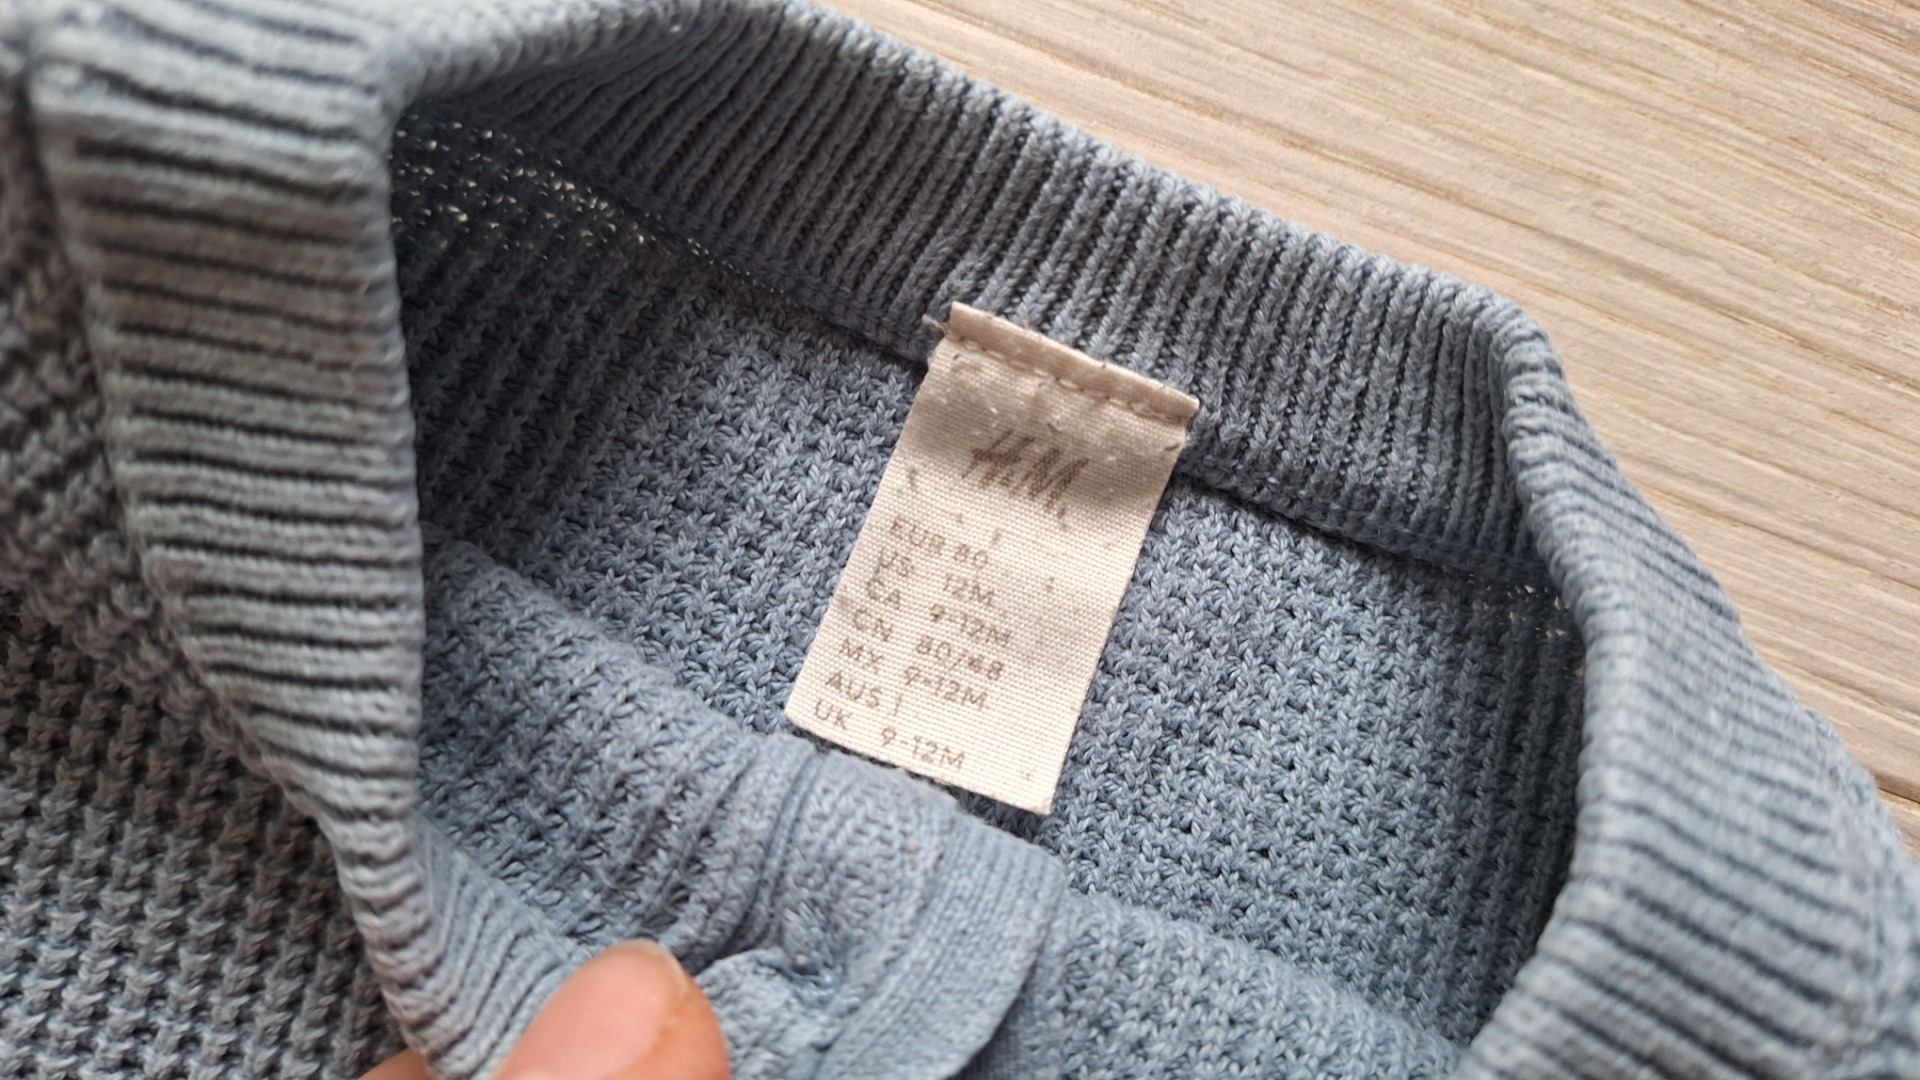 H&M
EUR 80
US 12M
CA 9-12M
CN 80/48
MX 9-12M
AUS 1
UK 9-12M